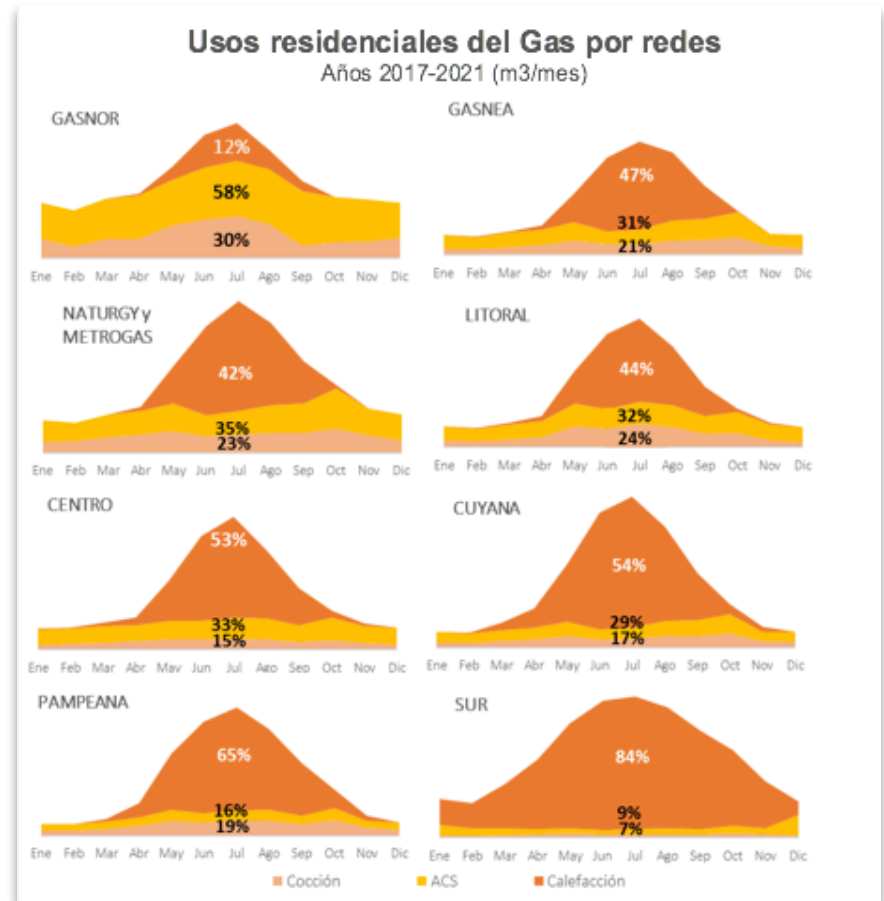 Usos residenciales del Gas por redes
Años 2017-2021 (m3/mes)
GASNOR
12%
58%
30%
Ene Feb Mar Abr May Jun Jul Ago Sep Oct Nov Dic
GASNEA
47%
31%
21%
Ene Feb Mar Abr May Jun Jul Ago Sep Oct Nov Dic
NATURGY y
METROGAS
42%
35%
23%
Ene Feb Mar Abr May Jun Jul Ago Sep Oct Nov Dic
LITORAL
44%
32%
24%
Ene Feb Mar Abr May Jun Jul Ago Sep Oct Nov Dic
CENTRO
53%
33%
15%
Ene Feb Mar Abr May Jun Jul Ago Sep Oct Nov Dic
CUYANA
54%
29%
17%
Ene Feb Mar Abr May Jun Jul Ago Sep Oct Nov Dic
PAMPEANA
65%
16%
19%
Ene Feb Mar Abr May Jun Jul Ago Sep Oct Nov Dic
SUR
84%
9%
7%
Ene Feb Mar Abr May Jun Jul Ago Sep Oct Nov Dic
Cocción ACS Calefacción